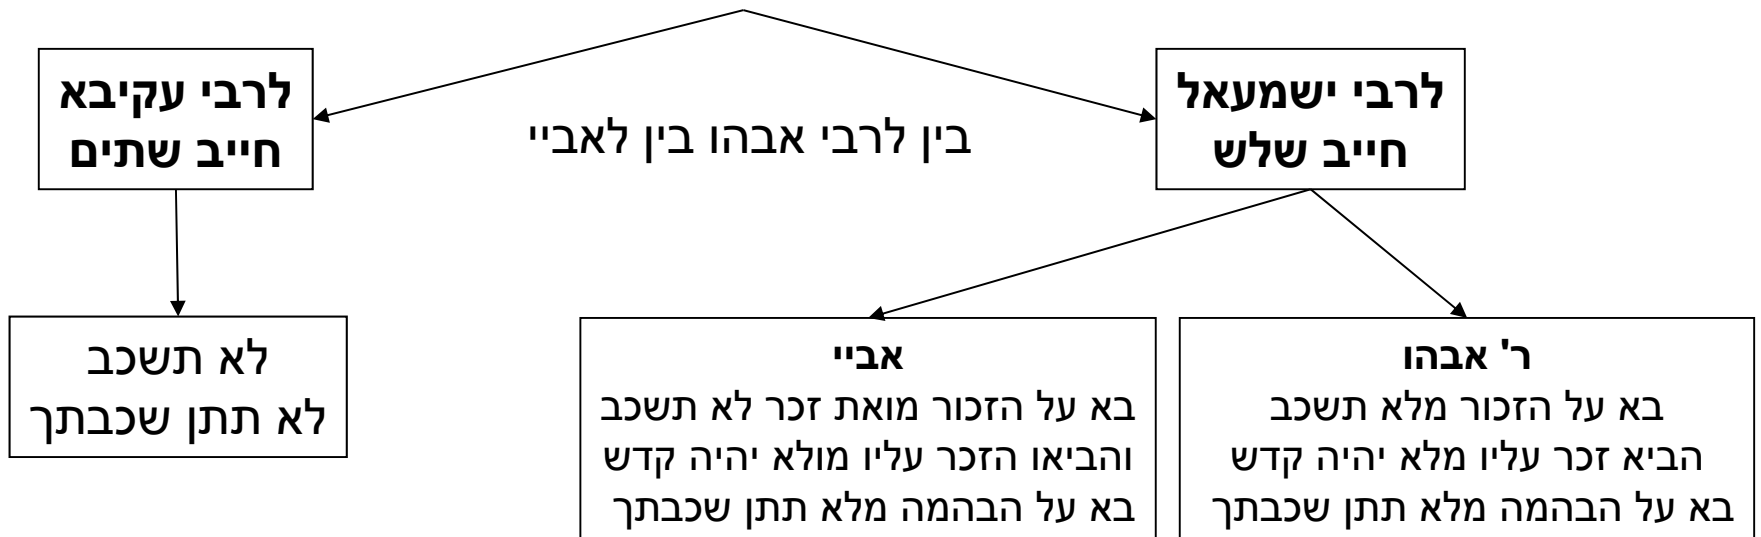 לרבי ישמעאל
חייב שלש
בין לרבי אבהו בין לאביי
לרבי עקיבא
חייב שתים
ר' אבהו
בא על הזכור מלא תשכב
הביא זכר עליו מלא יהיה קדש
בא על הבהמה מלא תתן שכבתך
אביי
בא על הזכור מואת זכר לא תשכב
והביאו הזכר עליו מולא יהיה קדש
בא על הבהמה מלא תתן שכבתך
לא תשכב
לא תתן שכבתך